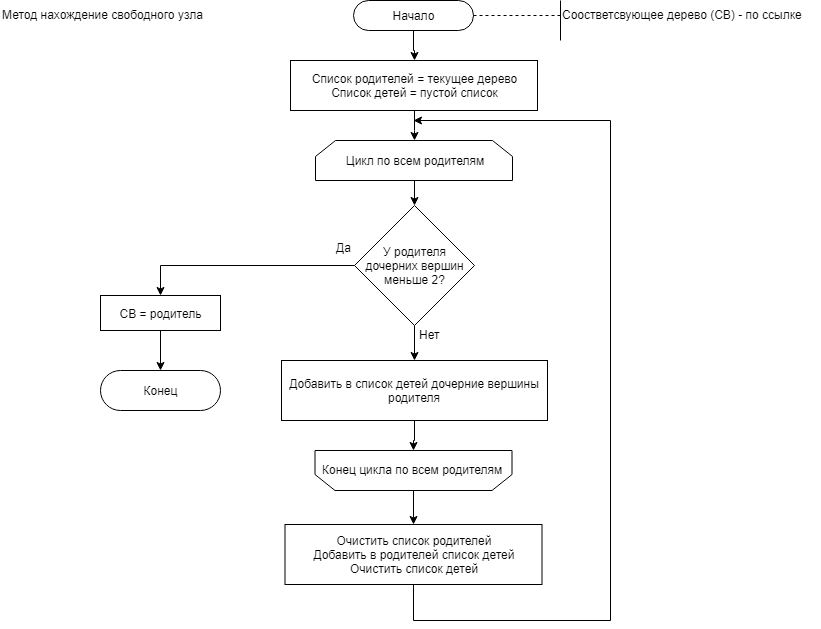 Метод нахождение свободного узла
Начало
Соостветсвующее дерево (СВ) - по ссылке
Список родителей = текущее дерево
Список детей = пустой список
Цикл по всем родителям
У родителя
дочерних вершин
меньше 2?
Да
Нет
СВ = родитель
Конец
Добавить в список детей дочерние вершины
родителя
Конец цикла по всем родителям
Очистить список родителей
Добавить в родителей список детей
Очистить список детей